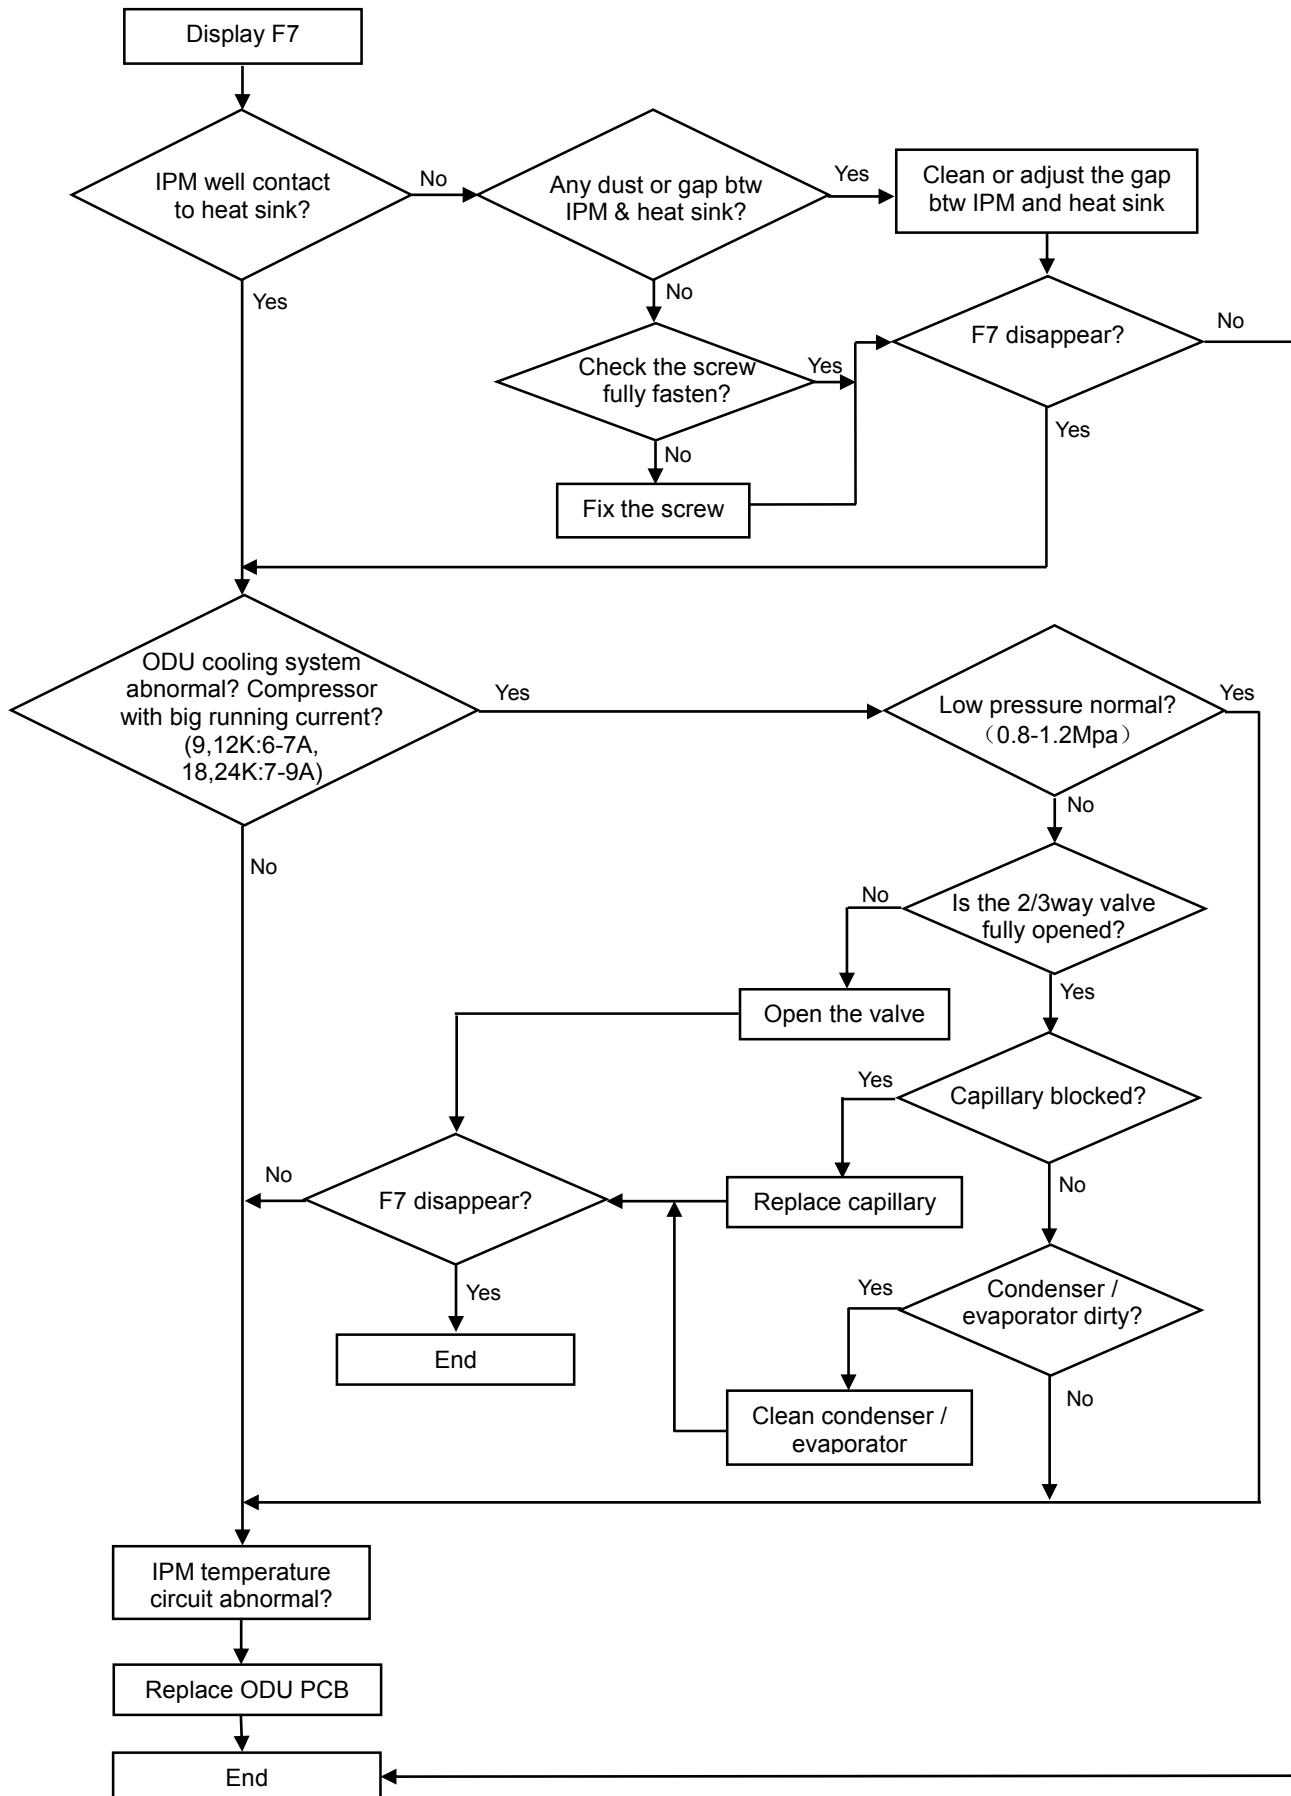 Display F7
IPM well contact
to heat sink?
No
Any dust or gap btw
IPM & heat sink?
Yes
Clean or adjust the gap
btw IPM and heat sink
Yes
No
F7 disappear?
No
Check the screw
fully fasten?
Yes
Yes
No
Fix the screw
ODU cooling system
abnormal? Compressor
with big running current?
(9,12K:6-7A,
18,24K:7-9A)
Yes
Low pressure normal?
（0.8-1.2Mpa）
Yes
No
No
Is the 2/3way valve
fully opened?
No
Open the valve
Yes
Capillary blocked?
Yes
Replace capillary
No
F7 disappear?
No
Yes
End
Condenser /
evaporator dirty?
Yes
Clean condenser /
evaporator
No
IPM temperature
circuit abnormal?
Replace ODU PCB
End